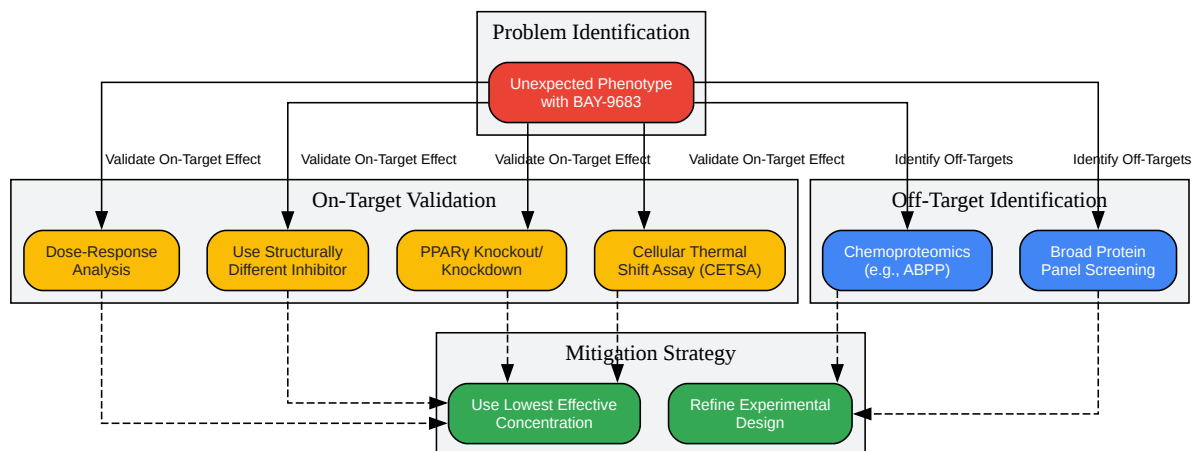 Problem Identification
Unexpected Phenotype
with BAY-9683
Validate On-Target Effect
Validate On-Target Effect
Validate On-Target Effect
Validate On-Target Effect
Identify Off-Targets
Identify Off-Targets
On-Target Validation
Off-Target Identification
Dose-Response
Analysis
Use Structurally
Different Inhibitor
PPARγ Knockout/
Knockdown
Cellular Thermal
Shift Assay (CETSA)
Chemoproteomics
(e.g., ABPP)
Broad Protein
Panel Screening
Mitigation Strategy
Use Lowest Effective
Concentration
Refine Experimental
Design